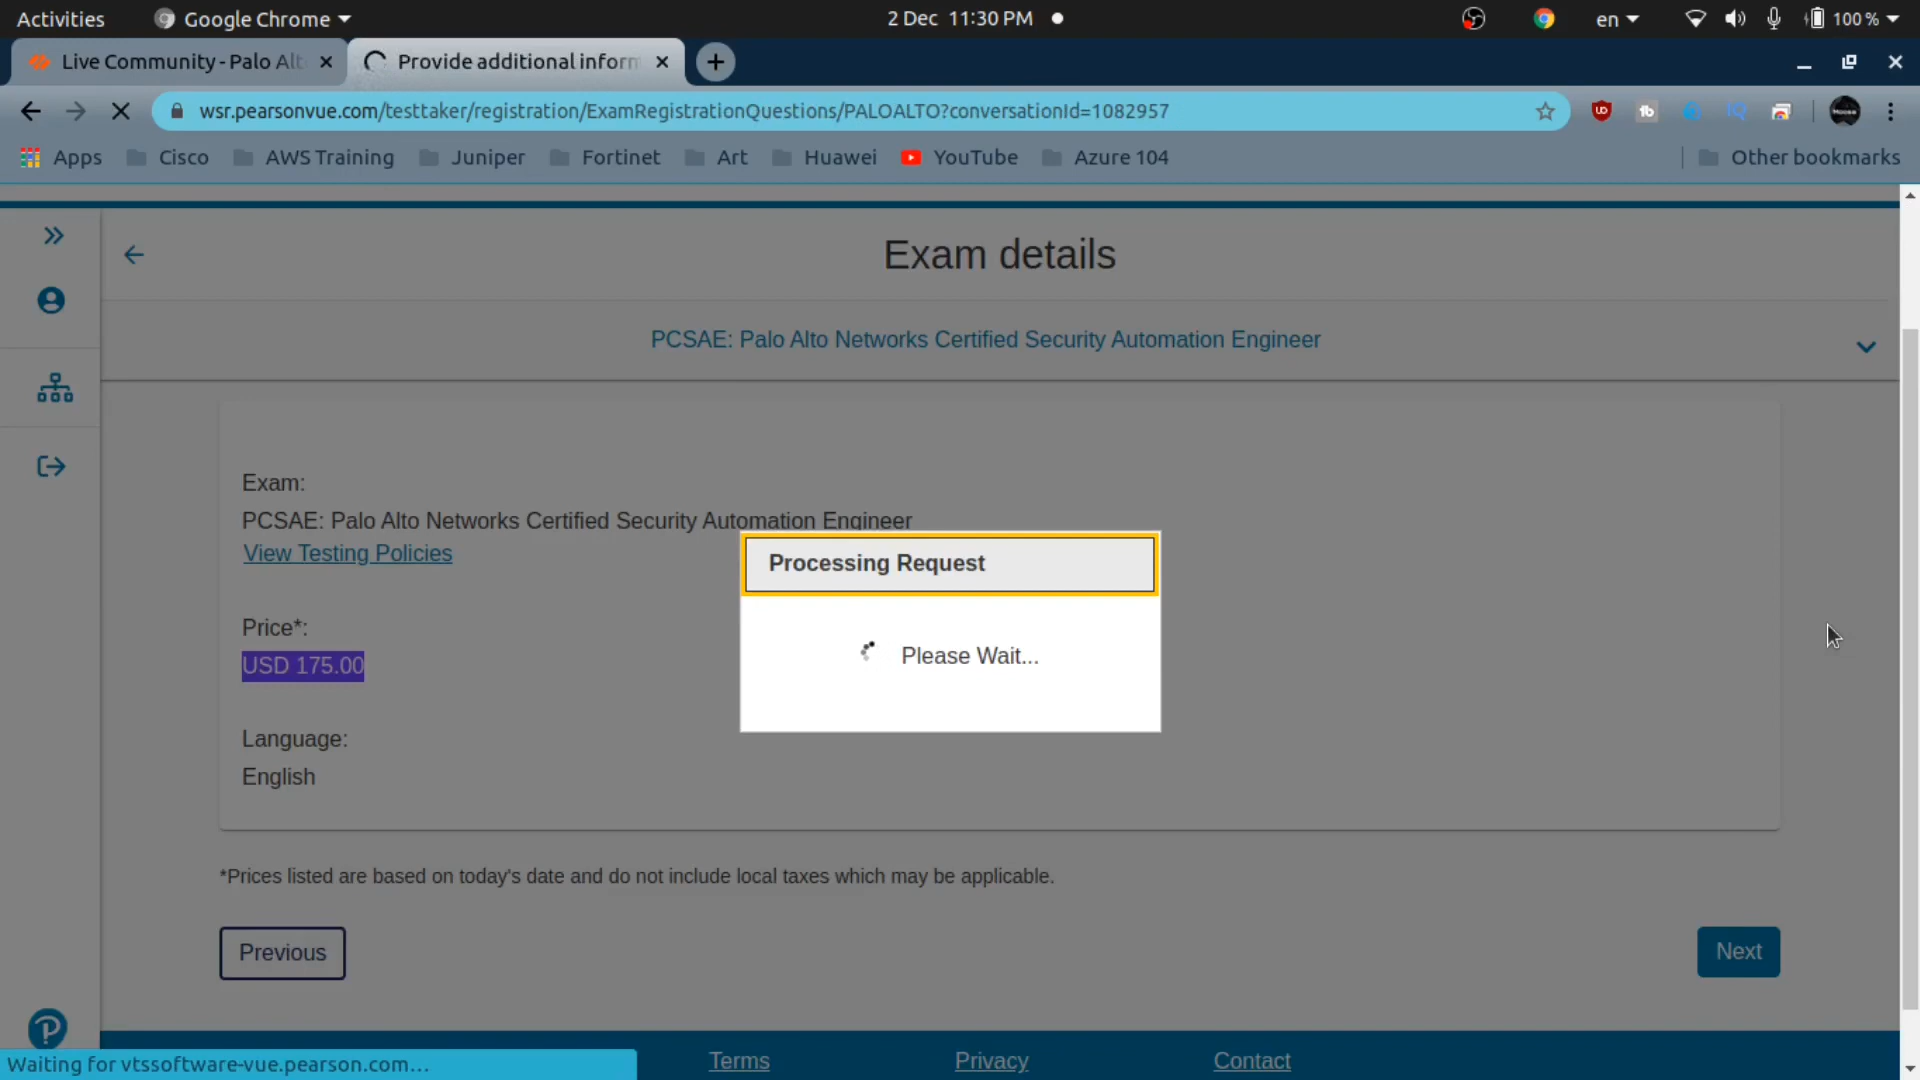 Activities
Google Chrome
2 Dec 11:30 PM
en
100 %
Live Community - Palo Alt
Provide additional inform
wsr.pearsonvue.com/testtaker/registration/ExamRegistrationQuestions/PALOALTO?conversationId=1082957
Apps
Cisco
AWS Training
Juniper
Fortinet
Art
Huawei
YouTube
Azure 104
Other bookmarks
Exam details
PCSAE: Palo Alto Networks Certified Security Automation Engineer
Exam:
PCSAE: Palo Alto Networks Certified Security Automation Engineer
View Testing Policies
Processing Request
Please Wait...
Price*:
USD 175.00
Language:
English
*Prices listed are based on today's date and do not include local taxes which may be applicable.
Previous
Next
Waiting for vtssoftware-vue.pearson.com...
Terms
Privacy
Contact